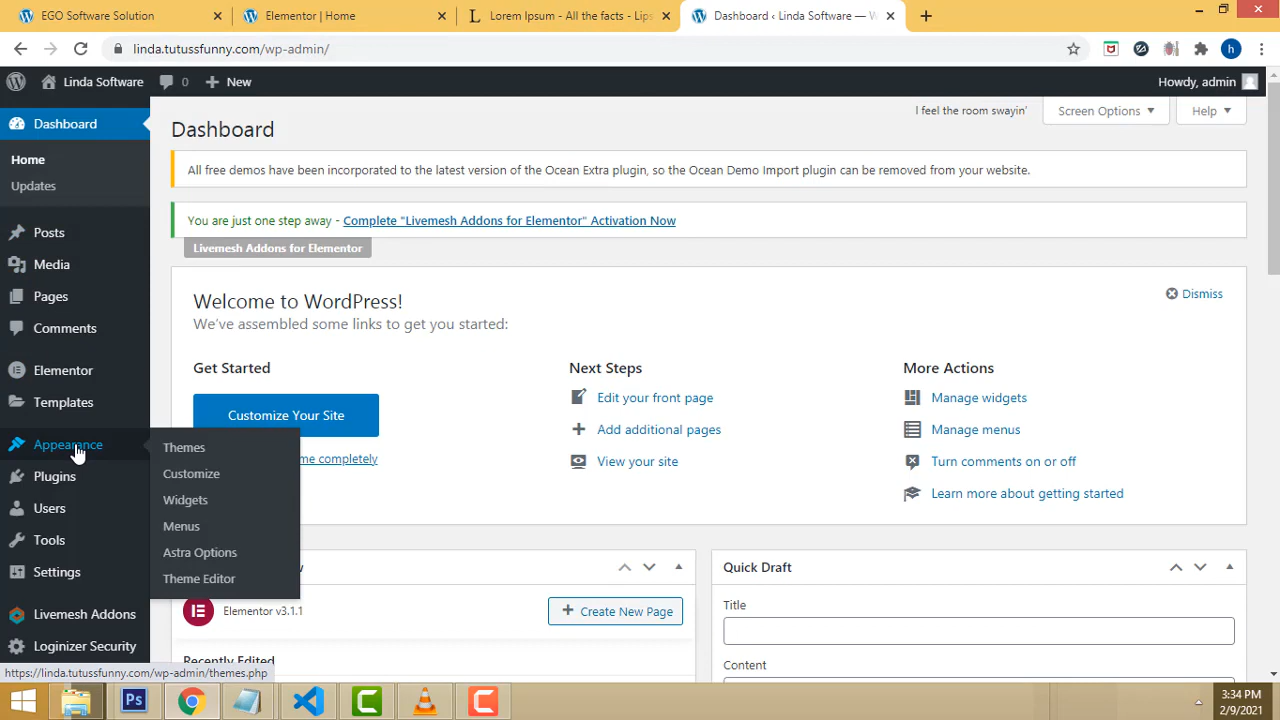 EGO Software Solution
Elementor | Home
Lorem Ipsum - All the facts - Lips
Dashboard ‹ Linda Software — W
linda.tutussfunny.com/wp-admin/
h
Linda Software
0
New
Howdy, admin
Dashboard
Home
Updates
Posts
Media
Pages
Comments
Elementor
Templates
Appearance
Plugins
Users
Tools
Settings
Livemesh Addons
Loginizer Security
Themes
Customize
Widgets
Menus
Astra Options
Theme Editor
I feel the room swayin'
Screen Options
Help
Dashboard
All free demos have been incorporated to the latest version of the Ocean Extra plugin, so the Ocean Demo Import plugin can be removed from your website.
You are just one step away - Complete "Livemesh Addons for Elementor" Activation Now
Livemesh Addons for Elementor
Welcome to WordPress!
We've assembled some links to get you started:
Dismiss
Get Started
Customize Your Site
me completely
Next Steps
Edit your front page
Add additional pages
View your site
More Actions
Manage widgets
Manage menus
Turn comments on or off
Learn more about getting started
Elementor v3.1.1
Create New Page
Recently Edited
Quick Draft
Title
Content
https://linda.tutussfunny.com/wp-admin/themes.php
Ps
3:34 PM
2/9/2021